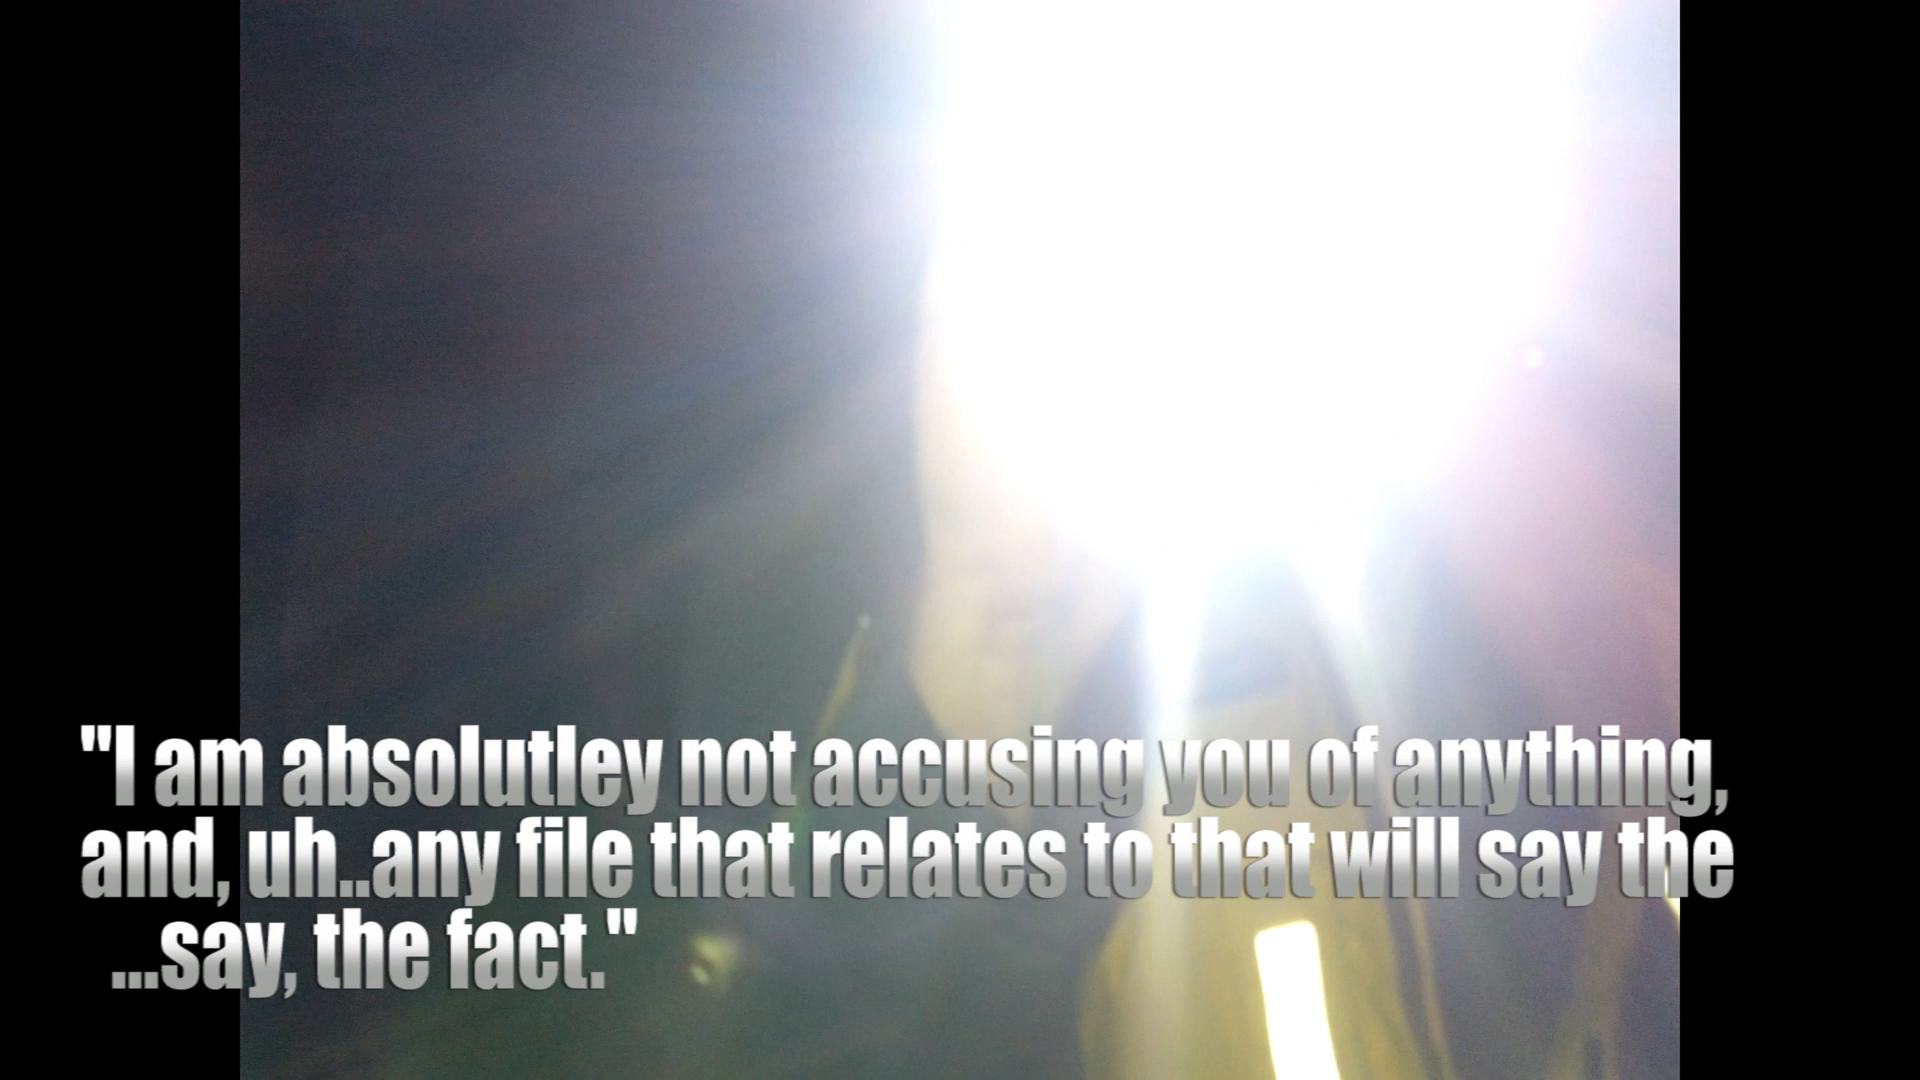 "I am absolutley not accusing you of anything,
and, uh..any file that relates to that will say the
...say, the fact."